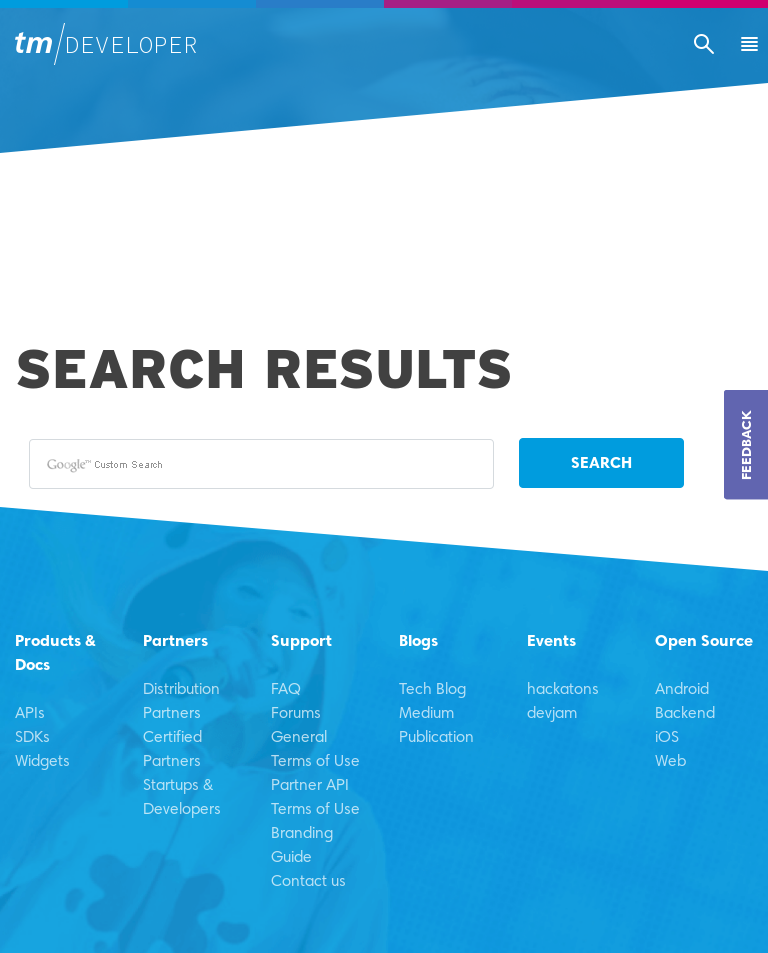 tm/DEVELOPER
SEARCH RESULTS
Google™ Custom Search
SEARCH
FEEDBACK
Products &
Docs
APIs
SDKs
Widgets
Partners
Distribution
Partners
Certified
Partners
Startups &
Developers
Support
FAQ
Forums
General
Terms of Use
Partner API
Terms of Use
Branding
Guide
Contact us
Blogs
Tech Blog
Medium
Publication
Events
hackatons
devjam
Open Source
Android
Backend
iOS
Web